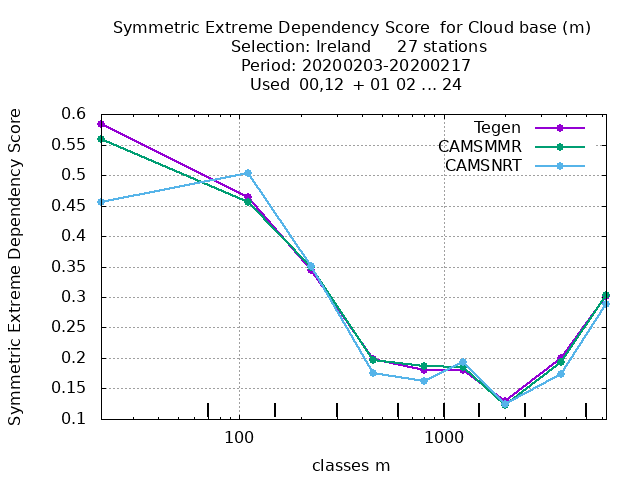 Symmetric Extreme Dependency Score  for Cloud base (m)
Selection: Ireland     27 stations
Period: 20200203-20200217
Used  00,12  + 01 02 ... 24
Symmetric Extreme Dependency Score
0.6
0.55
0.5
0.45
0.4
0.35
0.3
0.25
0.2
0.15
0.1
Tegen
CAMSMMR
CAMSNRT
100
1000
classes m